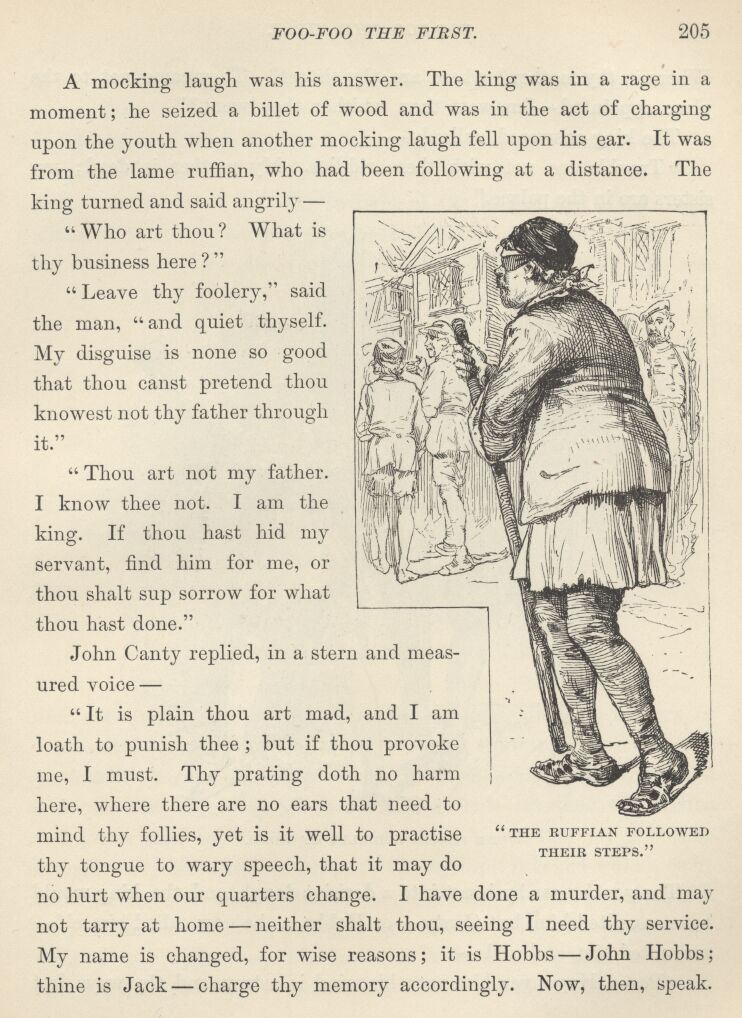 FOO-FOO THE FIRST.
205
A mocking laugh was his answer. The king was in a rage in a
moment; he seized a billet of wood and was in the act of charging
upon the youth when another mocking laugh fell upon his ear. It was
from the lame ruffian, who had been following at a distance. The
king turned and said angrily —
“Who art thou? What is
thy business here?”
“Leave thy foolery,” said
the man, “and quiet thyself.
My disguise is none so good
that thou canst pretend thou
knowest not thy father through
it.”
“Thou art not my father.
I know thee not. I am the
king. If thou hast hid my
servant, find him for me, or
thou shalt sup sorrow for what
thou hast done.”
John Canty replied, in a stern and meas-
ured voice —
“It is plain thou art mad, and I am
loath to punish thee; but if thou provoke
me, I must. Thy prating doth no harm
here, where there are no ears that need to
mind thy follies, yet is it well to practise
thy tongue to wary speech, that it may do
no hurt when our quarters change. I have done a murder, and may
not tarry at home — neither shalt thou, seeing I need thy service.
My name is changed, for wise reasons; it is Hobbs — John Hobbs;
thine is Jack — charge thy memory accordingly. Now, then, speak.
“THE RUFFIAN FOLLOWED
THEIR STEPS.”